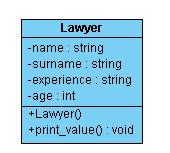 Lawyer
-name : string
-surname : string
-experience : string
-age : int
+Lawyer()
+print_value() : void